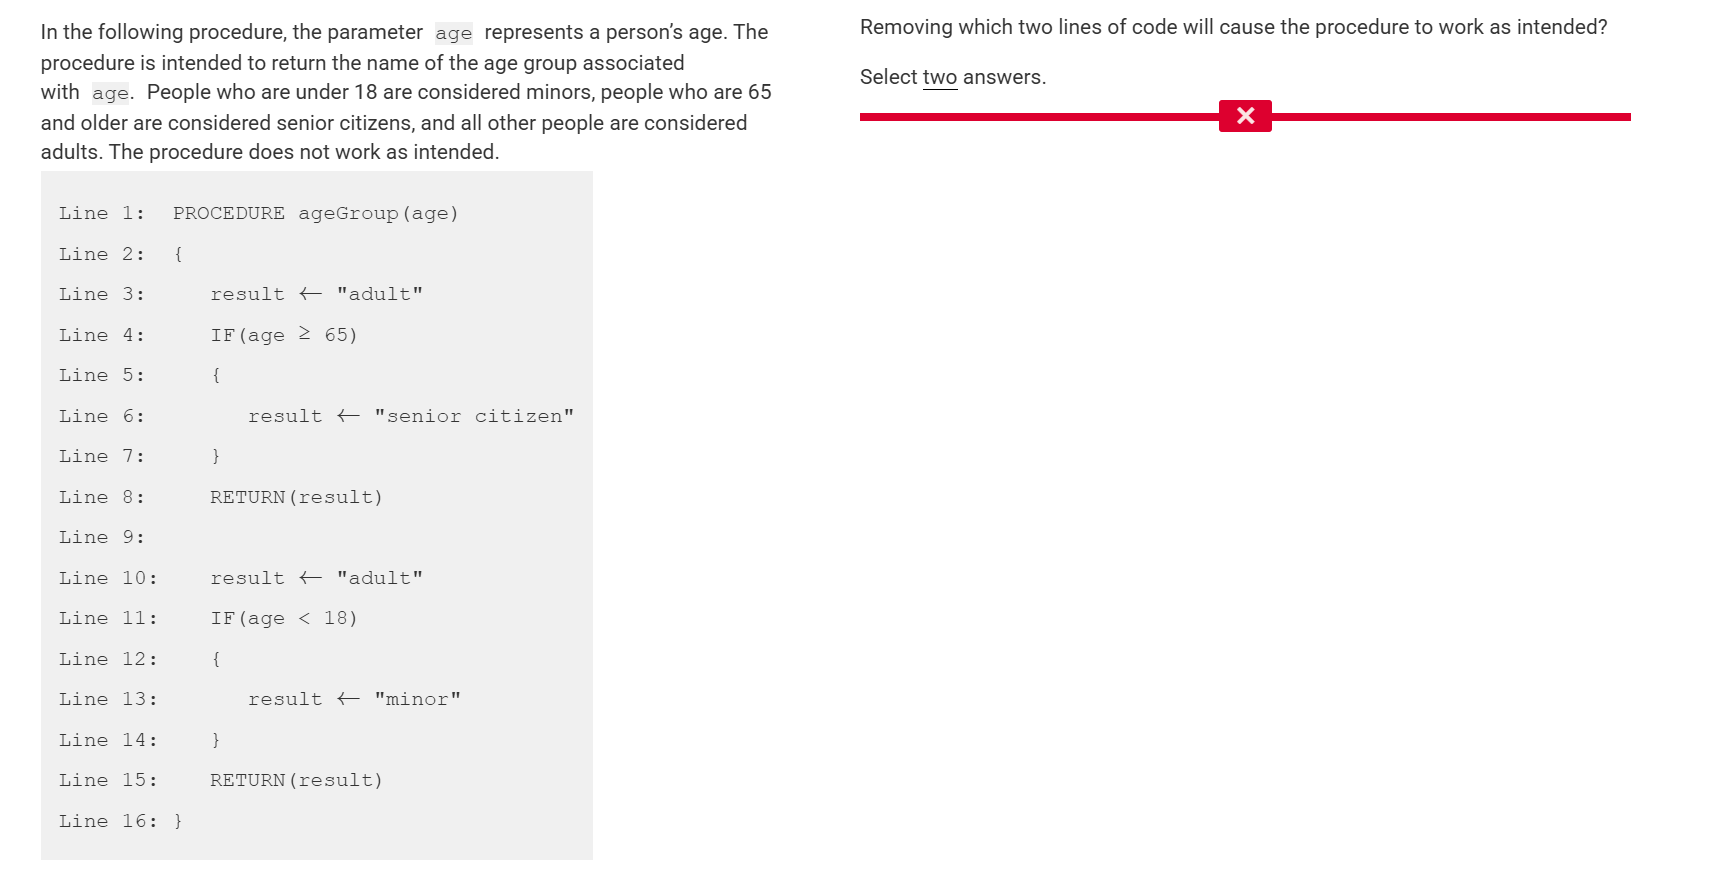 In the following procedure, the parameter age represents a person’s age. The
procedure is intended to return the name of the age group associated
with age. People who are under 18 are considered minors, people who are 65
and older are considered senior citizens, and all other people are considered
adults. The procedure does not work as intended.
Line 1: PROCEDURE ageGroup(age)
Line 2: {
Line 3: result ← "adult"
Line 4: IF(age ≥ 65)
Line 5: {
Line 6: result ← "senior citizen"
Line 7: }
Line 8: RETURN(result)
Line 9:
Line 10: result ← "adult"
Line 11: IF(age < 18)
Line 12: {
Line 13: result ← "minor"
Line 14: }
Line 15: RETURN(result)
Line 16: }
Removing which two lines of code will cause the procedure to work as intended?
Select two answers.